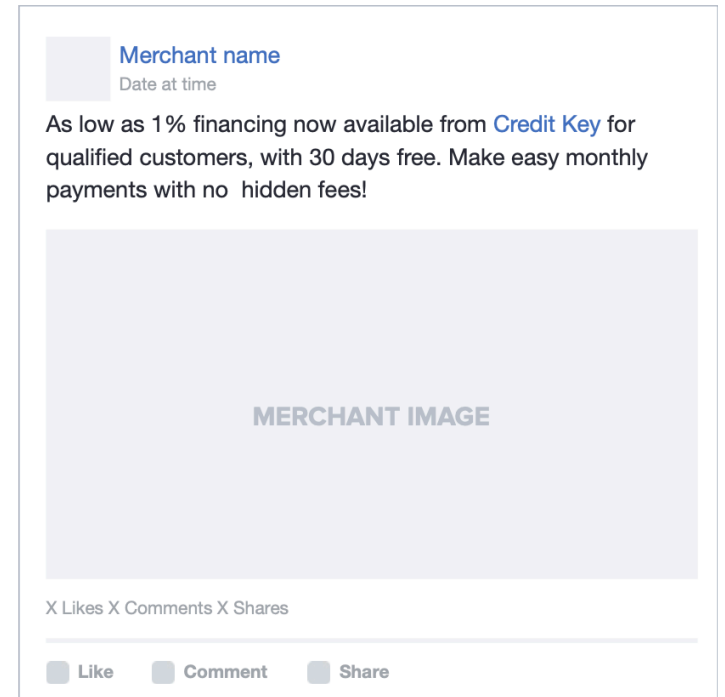 Merchant name
Date at time
As low as 1% financing now available from Credit Key for
qualified customers, with 30 days free. Make easy monthly
payments with no  hidden fees!
MERCHANT IMAGE
X Likes X Comments X Shares
Like Comment Share